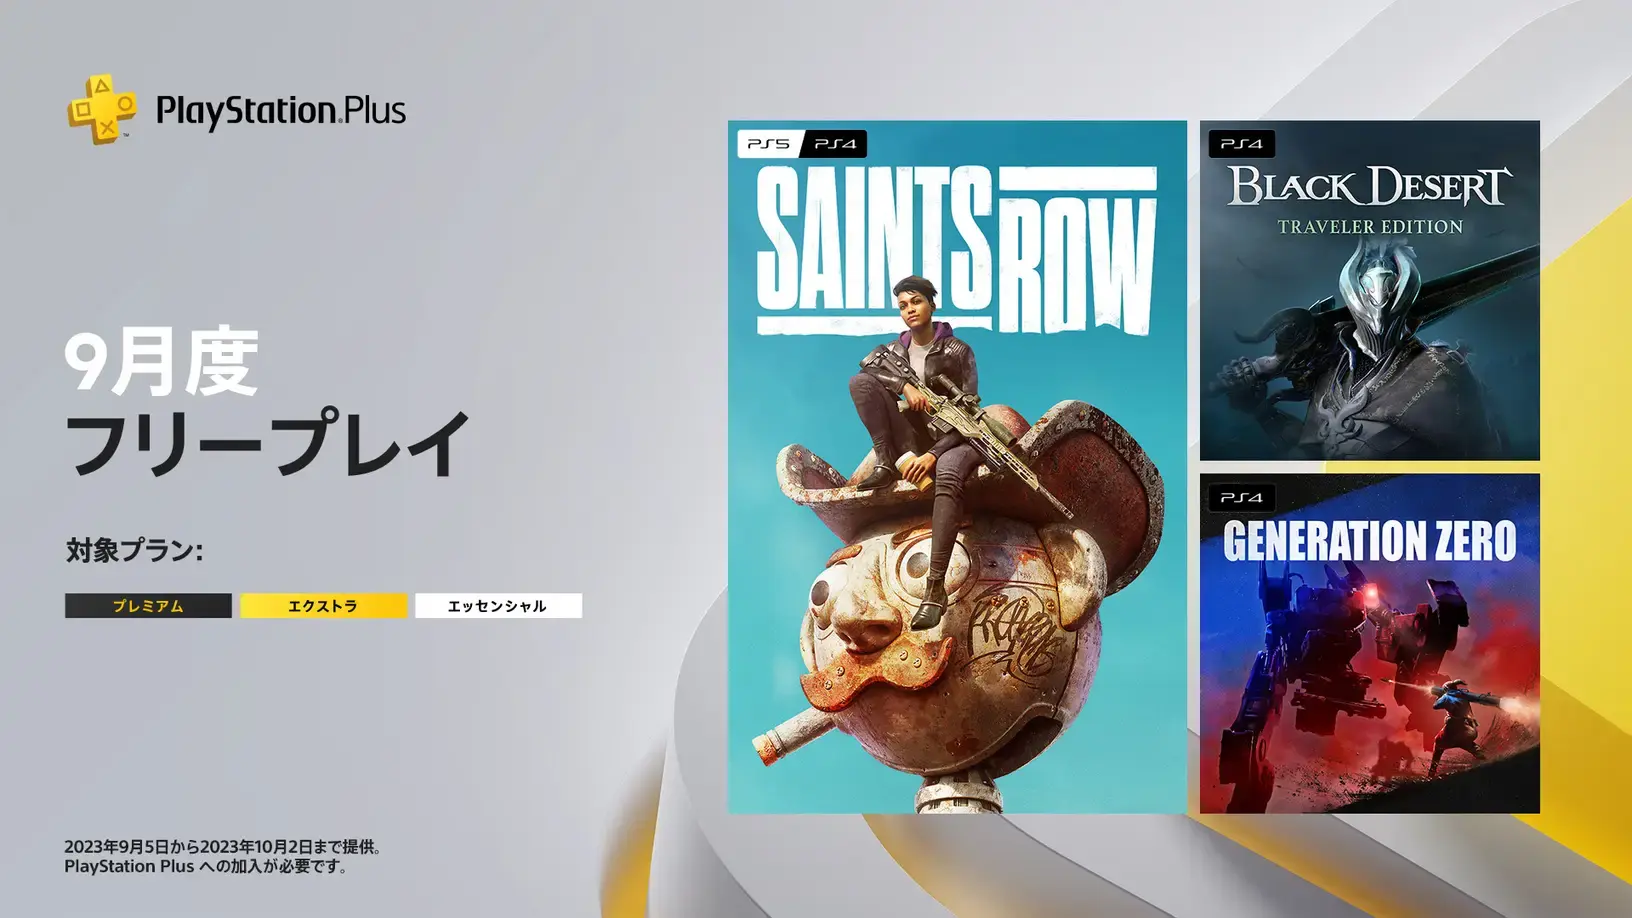 PlayStation.Plus
9月度
フリープレイ
対象プラン:
プレミアム
エクストラ
エッセンシャル
2023年9月5日から2023年10月2日まで提供。
PlayStation Plus への加入が必要です。
PS5 PS4
SAINTS
ROW
PS4
BLACK DESERT
TRAVELER EDITION
PS4
GENERATION ZERO